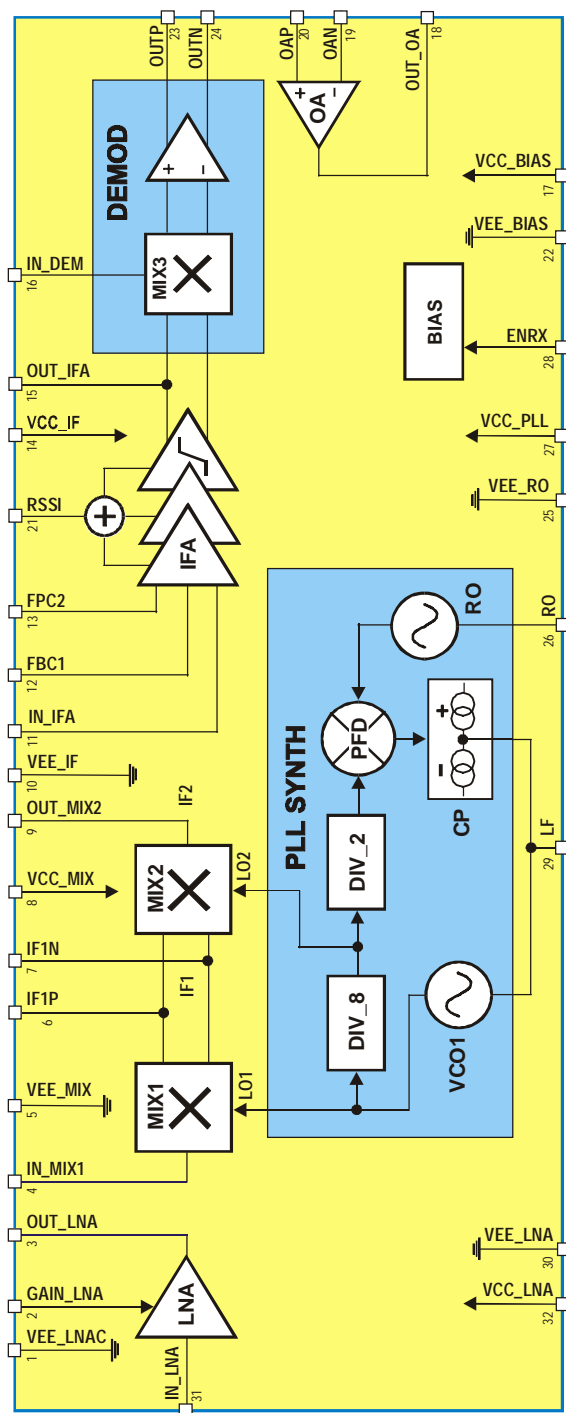 OUTP
23
OUTN
24
OAP
20
OAN
19
OUT_OA
18
+
−
OA
DEMOD
+
−
IN_DEM
16
MIX3
VCC_BIAS
17
VEE_BIAS
22
BIAS
ENRX
28
OUT_IFA
15
VCC_IF
14
VCC_PLL
27
RSSI
21
+
IFA
VEE_RO
25
FPC2
13
FBC1
12
IN_IFA
11
RO
RO
26
VEE_IF
10
PLL SYNTH
PFD
+
−
CP
OUT_MIX2
9
IF2
VCC_MIX
8
MIX2
LO2
DIV_2
LF
29
IF1N
7
IF1
IF1P
6
DIV_8
VCO1
VEE_MIX
5
MIX1
LO1
IN_MIX1
4
OUT_LNA
3
GAIN_LNA
2
VEE_LNAC
1
LNA
IN_LNA
31
VEE_LNA
30
VCC_LNA
32